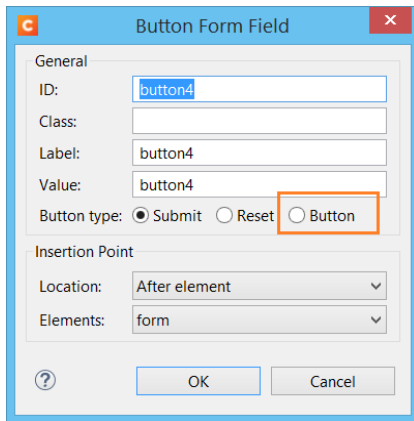 C Button Form Field ×
General
ID: button4
Class:
Label: button4
Value: button4
Button type: Submit Reset Button
Insertion Point
Location: After element
Elements: form
? OK Cancel